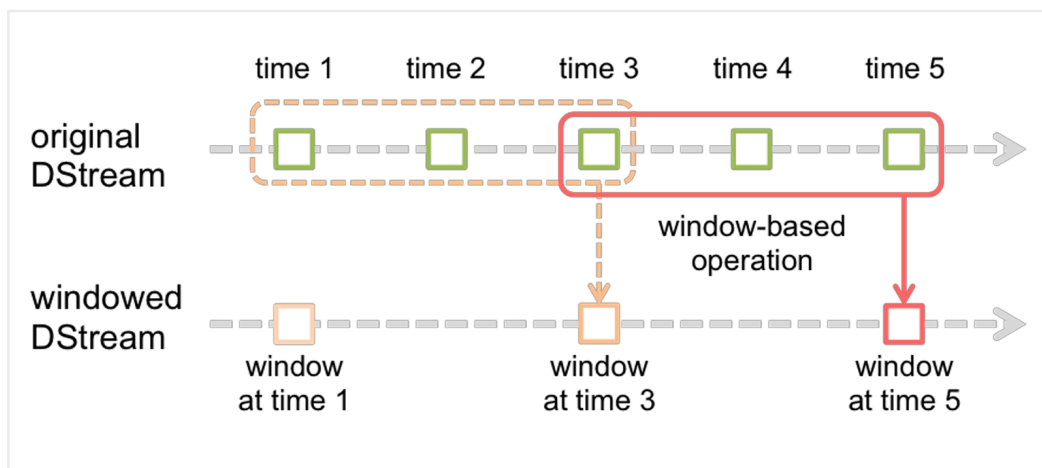 time 1
time 2
time 3
time 4
time 5
original
DStream
window-based
operation
windowed
DStream
window
at time 1
window
at time 3
window
at time 5